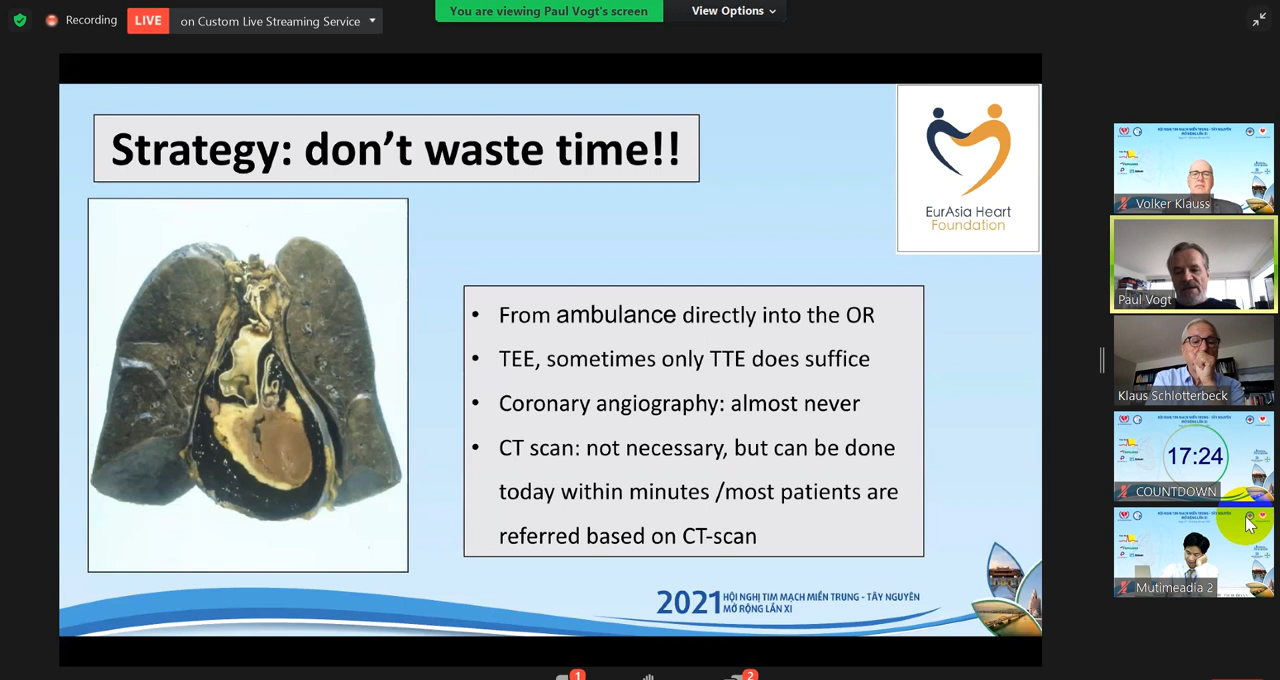 Recording
LIVE
on Custom Live Streaming Service
You are viewing Paul Vogt's screen
View Options
Strategy: don’t waste time!!
EurAsia Heart
Foundation
• From ambulance directly into the OR
• TEE, sometimes only TTE does suffice
• Coronary angiography: almost never
• CT scan: not necessary, but can be done
today within minutes /most patients are
referred based on CT-scan
2021 HỘI NGHỊ TIM MẠCH MIỀN TRUNG - TÂY NGUYÊN
MỞ RỘNG LẦN XI
Volker Klauss
Paul Vogt
Klaus Schlotterbeck
17:24
COUNTDOWN
Mutimeadia 2
1
2